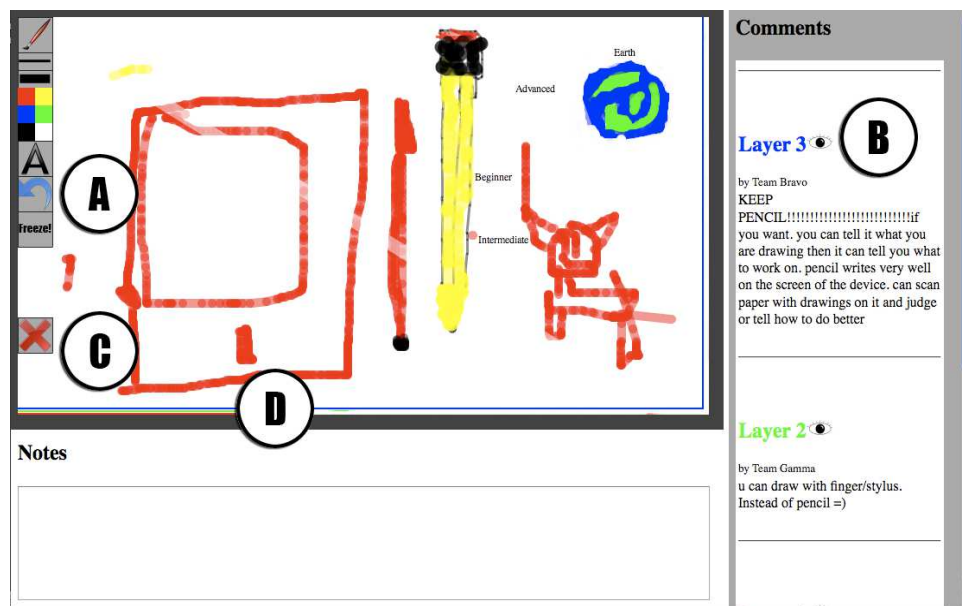 Comments
Earth
Advanced
Layer 3
B
A
A
Beginner
by Team Bravo
KEEP
PENCIL!!!!!!!!!!!!!!!!!!!!!!!!!!!if
you want. you can tell it what you
are drawing then it can tell you what
to work on. pencil writes very well
on the screen of the device. can scan
paper with drawings on it and judge
or tell how to do better
Freeze!
Intermediate
C
D
Layer 2
by Team Gamma
u can draw with finger/stylus.
Instead of pencil =)
Notes